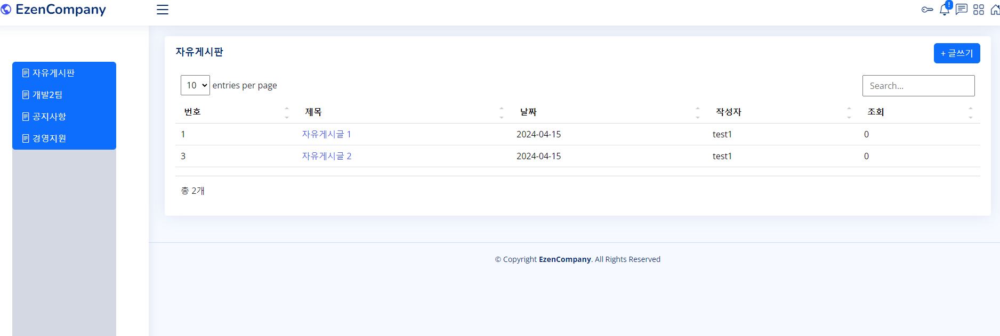 EzenCompany
!
자유게시판
개발2팀
공지사항
경영지원
자유게시판
+ 글쓰기
10 entries per page
Search...
번호 제목 날짜 작성자 조회
1 자유게시글 1 2024-04-15 test1 0
3 자유게시글 2 2024-04-15 test1 0
총 2개
© Copyright EzenCompany. All Rights Reserved